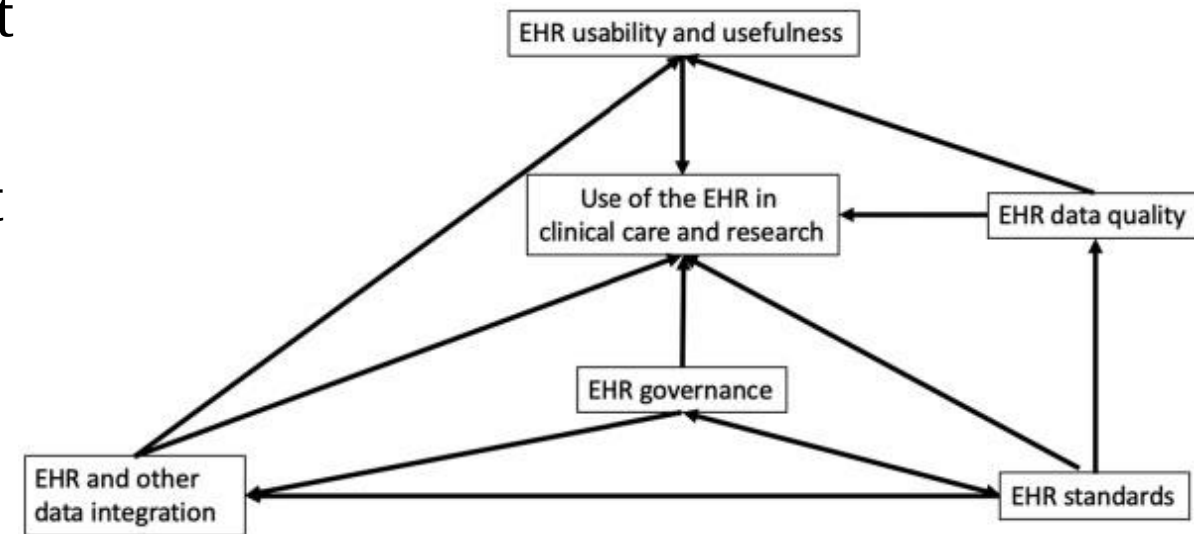 t
EHR usability and usefulness
t
Use of the EHR in
clinical care and research
EHR data quality
EHR governance
EHR and other
data integration
EHR standards